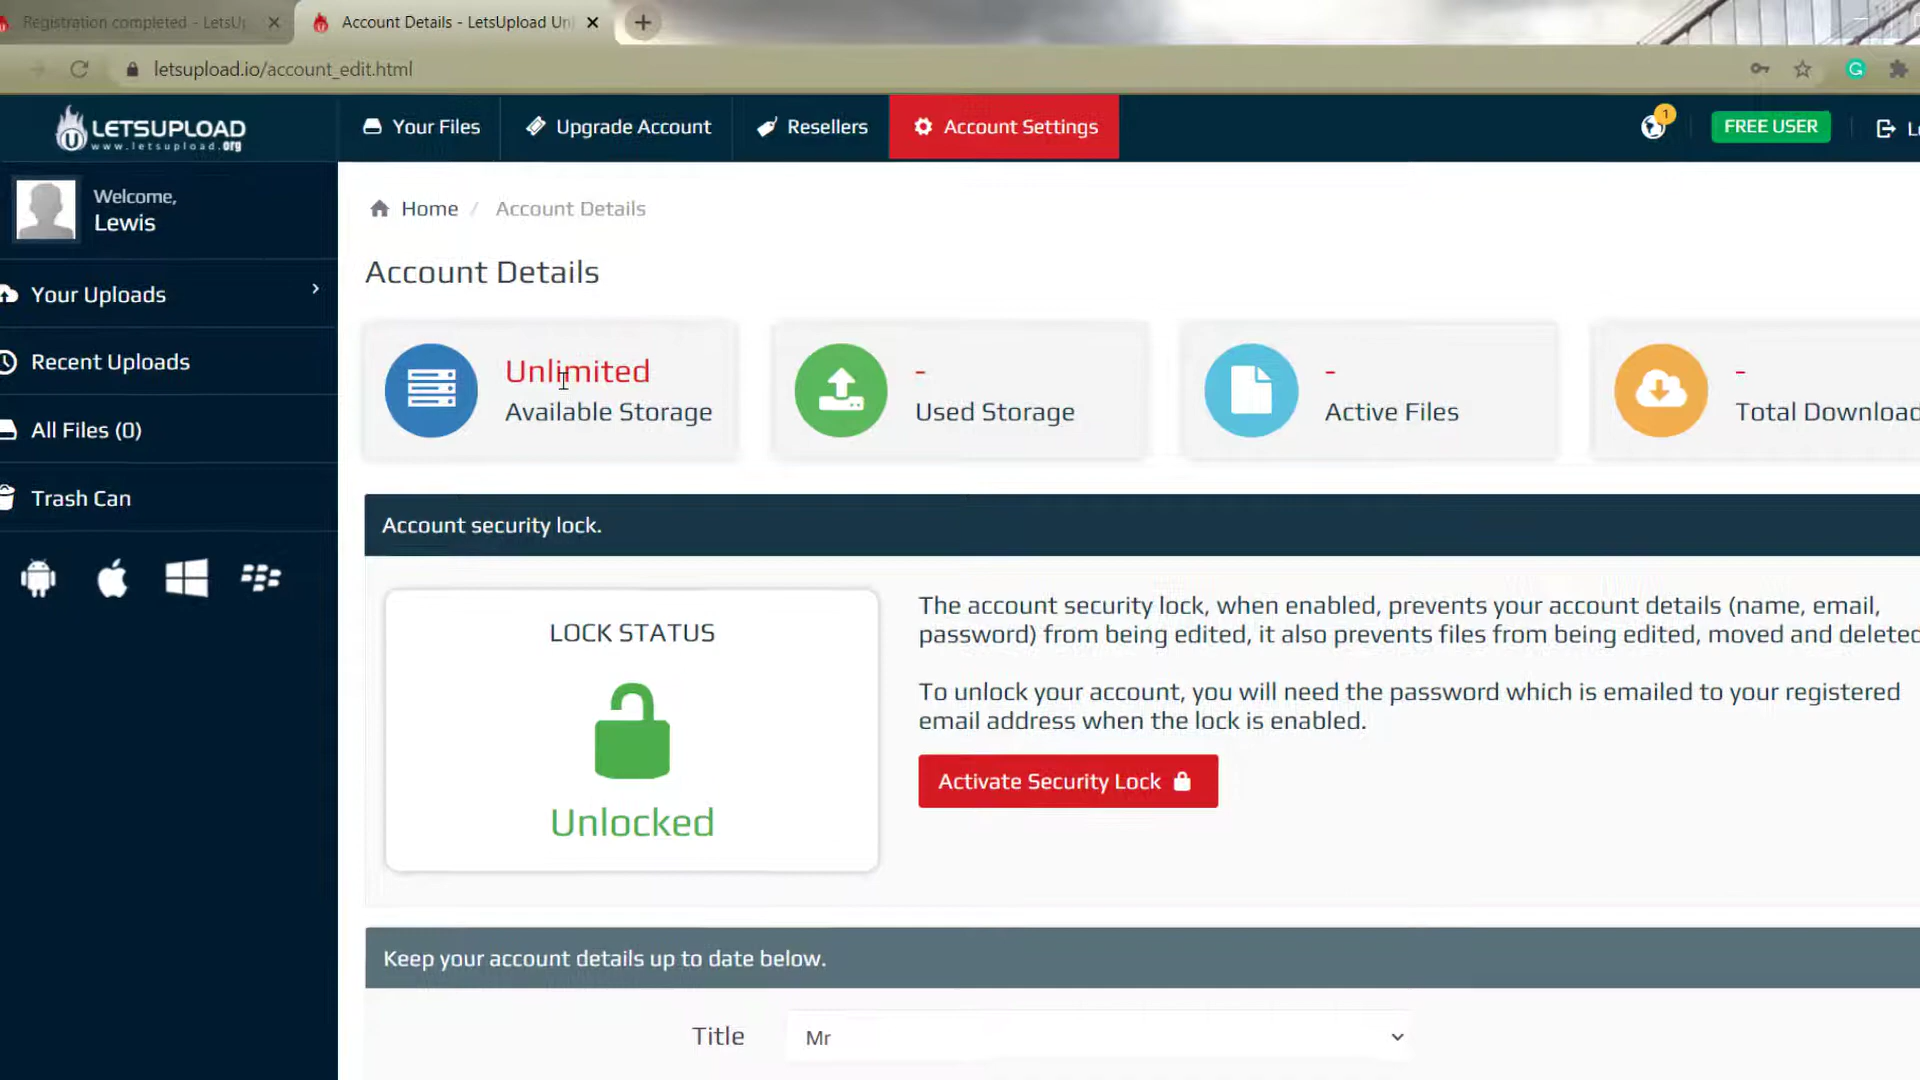 Registration completed - LetsUp
Account Details - LetsUpload Un
letsupload.io/account_edit.html
LETSUPLOAD
www.letsupload.org
Your Files
Upgrade Account
Resellers
Account Settings
1
FREE USER
Welcome,
Lewis
Home / Account Details
Your Uploads
Recent Uploads
All Files (0)
Trash Can
Account Details
Unlimited
Available Storage
-
Used Storage
-
Active Files
-
Total Download
Account security lock.
LOCK STATUS
Unlocked
The account security lock, when enabled, prevents your account details (name, email,
password) from being edited, it also prevents files from being edited, moved and deleted
To unlock your account, you will need the password which is emailed to your registered
email address when the lock is enabled.
Activate Security Lock
Keep your account details up to date below.
Title
Mr